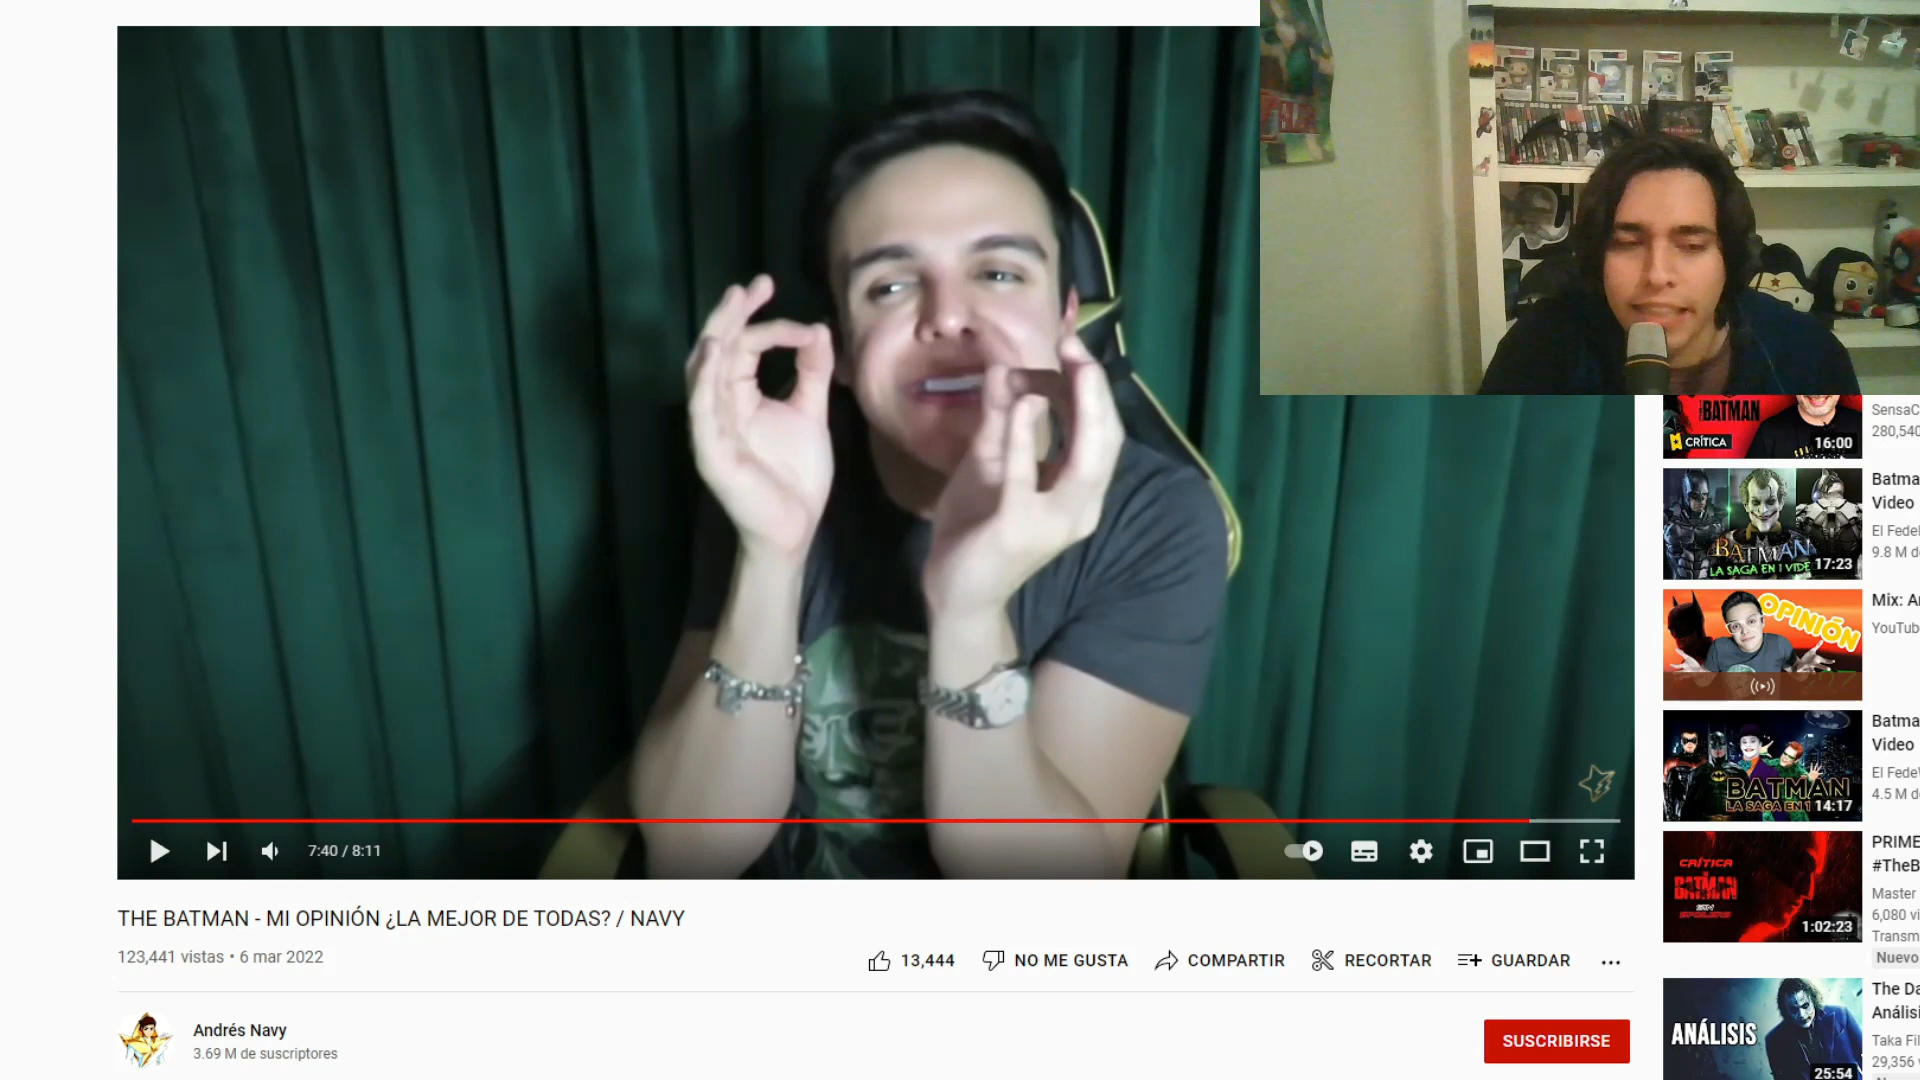 7:40 / 8:11
THE BATMAN - MI OPINIÓN ¿LA MEJOR DE TODAS? / NAVY
123,441 vistas • 6 mar 2022
13,444
NO ME GUSTA
COMPARTIR
RECORTAR
GUARDAR
Andrés Navy
3.69 M de suscriptores
SUSCRIBIRSE
BATMAN
CRÍTICA
16:00
SensaC
280,540
BATMAN
LA SAGA EN 1 VIDE
17:23
Batma
Video
El Fede
9.8 M d
OPINIÓN
Mix: A
YouTub
BATMAN
LA SAGA EN 1
14:17
Batma
Video
El Fede
4.5 M d
CRÍTICA
BATMAN
SIN
SPOILERS
1:02:23
PRIME
#TheB
Master
6,080 vi
Transm
Nuevo
ANÁLISIS
25:54
The Da
Análisi
Taka Fil
29,356